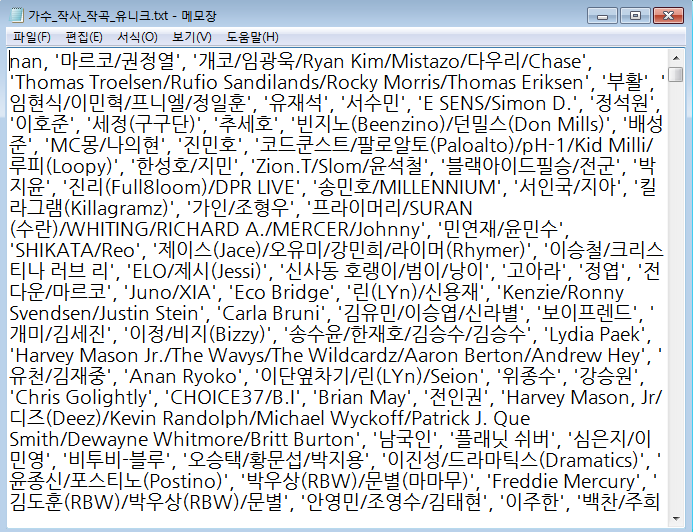 가수_작사_작곡_유니크.txt - 메모장
파일(F) 편집(E) 서식(O) 보기(V) 도움말(H)
nan, '마르코/권정열', '개코/임광욱/Ryan Kim/Mistazo/다우리/Chase',
'Thomas Troelsen/Rufio Sandilands/Rocky Morris/Thomas Eriksen', '부활', '
임현식/이민혁/프니엘/정일훈', '유재석', '서수민', 'E SENS/Simon D.', '정석원',
'이호준', '세정(구구단)', '추세호', '빈지노(Beenzino)/던밀스(Don Mills)', '배성
준', 'MC몽/나의현', '진민호', '코드쿤스트/팔로알토(Paloalto)/pH-1/Kid Milli/
루피(Loopy)', '한성호/지민', 'Zion.T/Slom/윤석철', '블랙아이드필승/전군', '박
지윤', '진리(Full8loom)/DPR LIVE', '송민호/MILLENNIUM', '서인국/지아', '킬
라그램(Killagramz)', '가인/조형우', '프라이머리/SURAN
(수란)/WHITING/RICHARD A./MERCER/Johnny', '민연재/윤민수',
'SHIKATA/Reo', '제이스(Jace)/오유미/강민희/라이머(Rhymer)', '이승철/크리스
티나 러브 리', 'ELO/제시(Jessi)', '신사동 호랭이/범이/낭이', '고아라', '정엽', '전
다운/마르코', 'Juno/XIA', 'Eco Bridge', '린(LYn)/신용재', 'Kenzie/Ronny
Svendsen/Justin Stein', 'Carla Bruni', '김유민/이승엽/신라별', '보이프렌드', '
개미/김세진', '이정/비지(Bizzy)', '송수윤/한재호/김승수/김승수', 'Lydia Paek',
'Harvey Mason Jr./The Wavys/The Wildcardz/Aaron Berton/Andrew Hey', '
유천/김재중', 'Anan Ryoko', '이단옆차기/린(LYn)/Seion', '위종수', '강승원',
'Chris Golightly', 'CHOICE37/B.I', 'Brian May', '전인권', 'Harvey Mason, Jr/
디즈(Deez)/Kevin Randolph/Michael Wyckoff/Patrick J. Que
Smith/Dewayne Whitmore/Britt Burton', '남국인', '플래닛 쉬버', '심은지/이
민영', '비투비-블루', '오승택/황문섭/박지용', '이진성/드라마틱스(Dramatics)', '
윤종신/포스티노(Postino)', '박우상(RBW)/문별(마마무)', 'Freddie Mercury', '
김도훈(RBW)/박우상(RBW)/문별', '안영민/조영수/김태현', '이주한', '백찬/주희